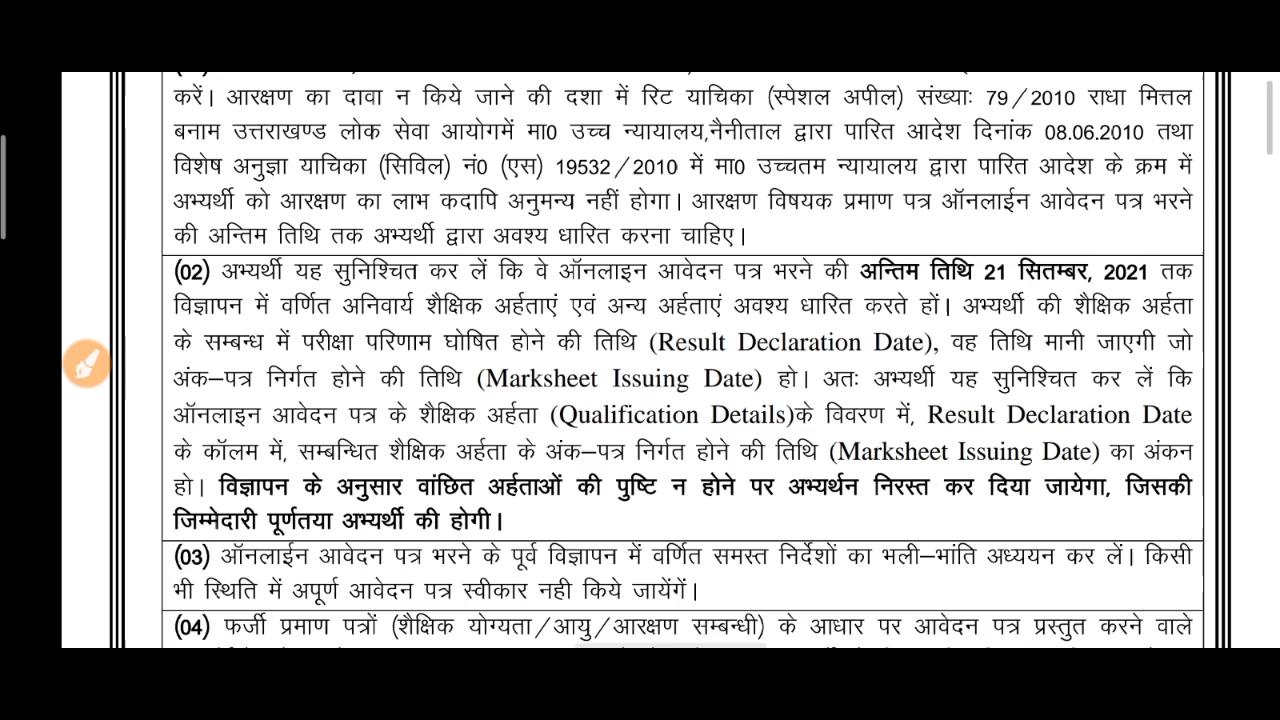 करें। आरक्षण का दावा न किये जाने की दशा में रिट याचिका (स्पेशल अपील) संख्याः 79/2010 राधा मित्तल
बनाम उत्तराखण्ड लोक सेवा आयोगमें मा0 उच्च न्यायालय,नैनीताल द्वारा पारित आदेश दिनांक 08.06.2010 तथा
विशेष अनुज्ञा याचिका (सिविल) नं0 (एस) 19532/2010 में मा0 उच्चतम न्यायालय द्वारा पारित आदेश के क्रम में
अभ्यर्थी को आरक्षण का लाभ कदापि अनुमन्य नहीं होगा। आरक्षण विषयक प्रमाण पत्र ऑनलाईन आवेदन पत्र भरने
की अन्तिम तिथि तक अभ्यर्थी द्वारा अवश्य धारित करना चाहिए।
(02) अभ्यर्थी यह सुनिश्चित कर लें कि वे ऑनलाइन आवेदन पत्र भरने की अन्तिम तिथि 21 सितम्बर, 2021 तक
विज्ञापन में वर्णित अनिवार्य शैक्षिक अर्हताएं एवं अन्य अर्हताएं अवश्य धारित करते हों। अभ्यर्थी की शैक्षिक अर्हता
के सम्बन्ध में परीक्षा परिणाम घोषित होने की तिथि (Result Declaration Date), वह तिथि मानी जाएगी जो
अंक–पत्र निर्गत होने की तिथि (Marksheet Issuing Date) हो। अतः अभ्यर्थी यह सुनिश्चित कर लें कि
ऑनलाइन आवेदन पत्र के शैक्षिक अर्हता (Qualification Details)के विवरण में, Result Declaration Date
के कॉलम में, सम्बन्धित शैक्षिक अर्हता के अंक–पत्र निर्गत होने की तिथि (Marksheet Issuing Date) का अंकन
हो। विज्ञापन के अनुसार वांछित अर्हताओं की पुष्टि न होने पर अभ्यर्थन निरस्त कर दिया जायेगा, जिसकी
जिम्मेदारी पूर्णतया अभ्यर्थी की होगी।
(03) ऑनलाईन आवेदन पत्र भरने के पूर्व विज्ञापन में वर्णित समस्त निर्देशों का भली–भांति अध्ययन कर लें। किसी
भी स्थिति में अपूर्ण आवेदन पत्र स्वीकार नही किये जायेंगें।
(04) फर्जी प्रमाण पत्रों (शैक्षिक योग्यता/आयु/आरक्षण सम्बन्धी) के आधार पर आवेदन पत्र प्रस्तुत करने वाले